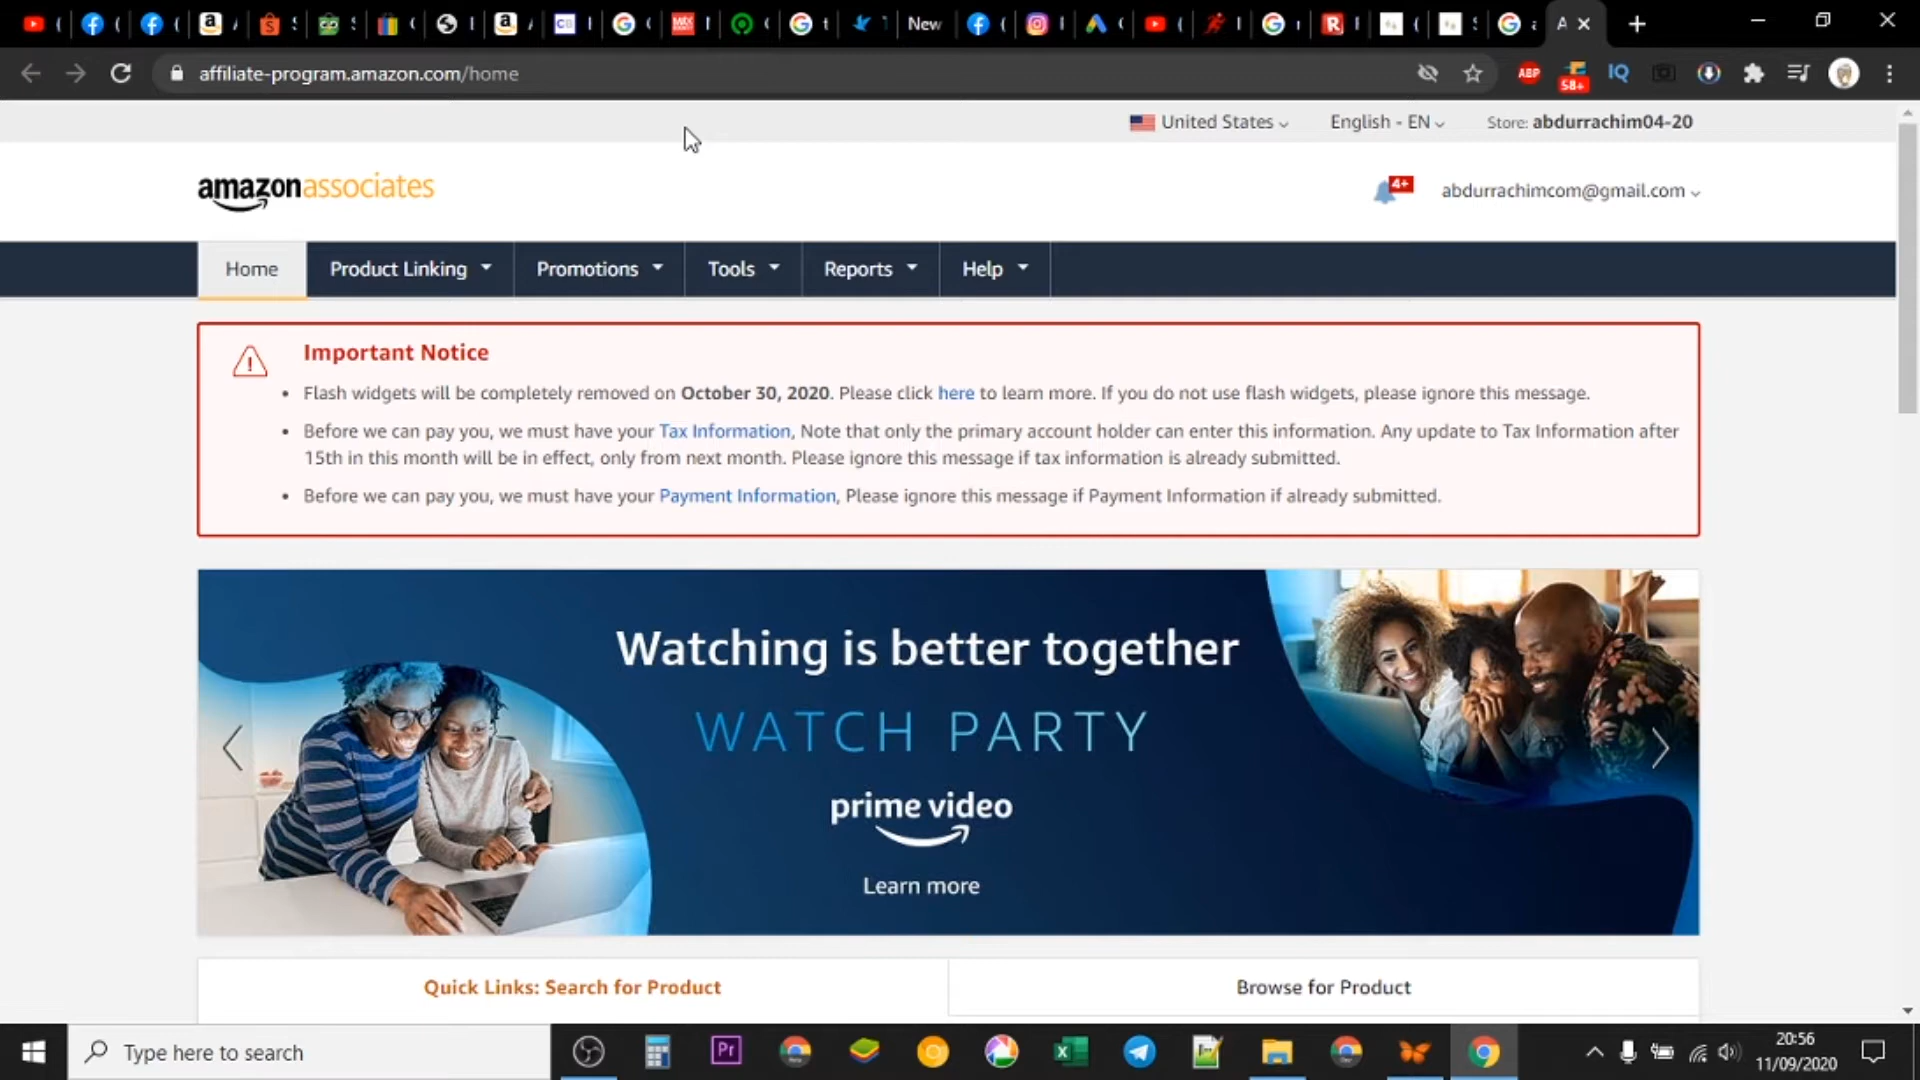 New
affiliate-program.amazon.com/home
ABP
58+
IQ
United States
English - EN
Store: abdurrachim04-20
amazonassociates
4+
abdurrachimcom@gmail.com
Home
Product Linking
Promotions
Tools
Reports
Help
Important Notice
• Flash widgets will be completely removed on October 30, 2020. Please click here to learn more. If you do not use flash widgets, please ignore this message.
• Before we can pay you, we must have your Tax Information, Note that only the primary account holder can enter this information. Any update to Tax Information after
15th in this month will be in effect, only from next month. Please ignore this message if tax information is already submitted.
• Before we can pay you, we must have your Payment Information, Please ignore this message if Payment Information if already submitted.
Watching is better together
WATCH PARTY
prime video
Learn more
Quick Links: Search for Product
Browse for Product
Type here to search
Pr
20:56
11/09/2020